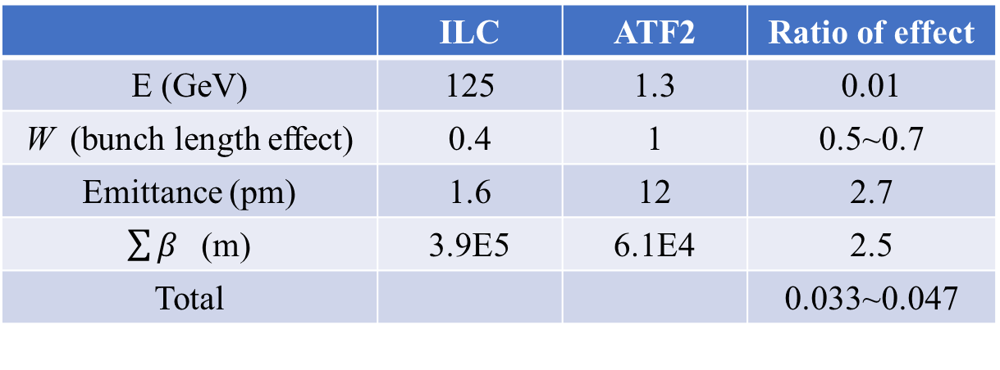 ILC ATF2 Ratio of effect
E (GeV) 125 1.3 0.01
W (bunch length effect) 0.4 1 0.5~0.7
Emittance (pm) 1.6 12 2.7
∑ β (m) 3.9E5 6.1E4 2.5
Total 0.033~0.047